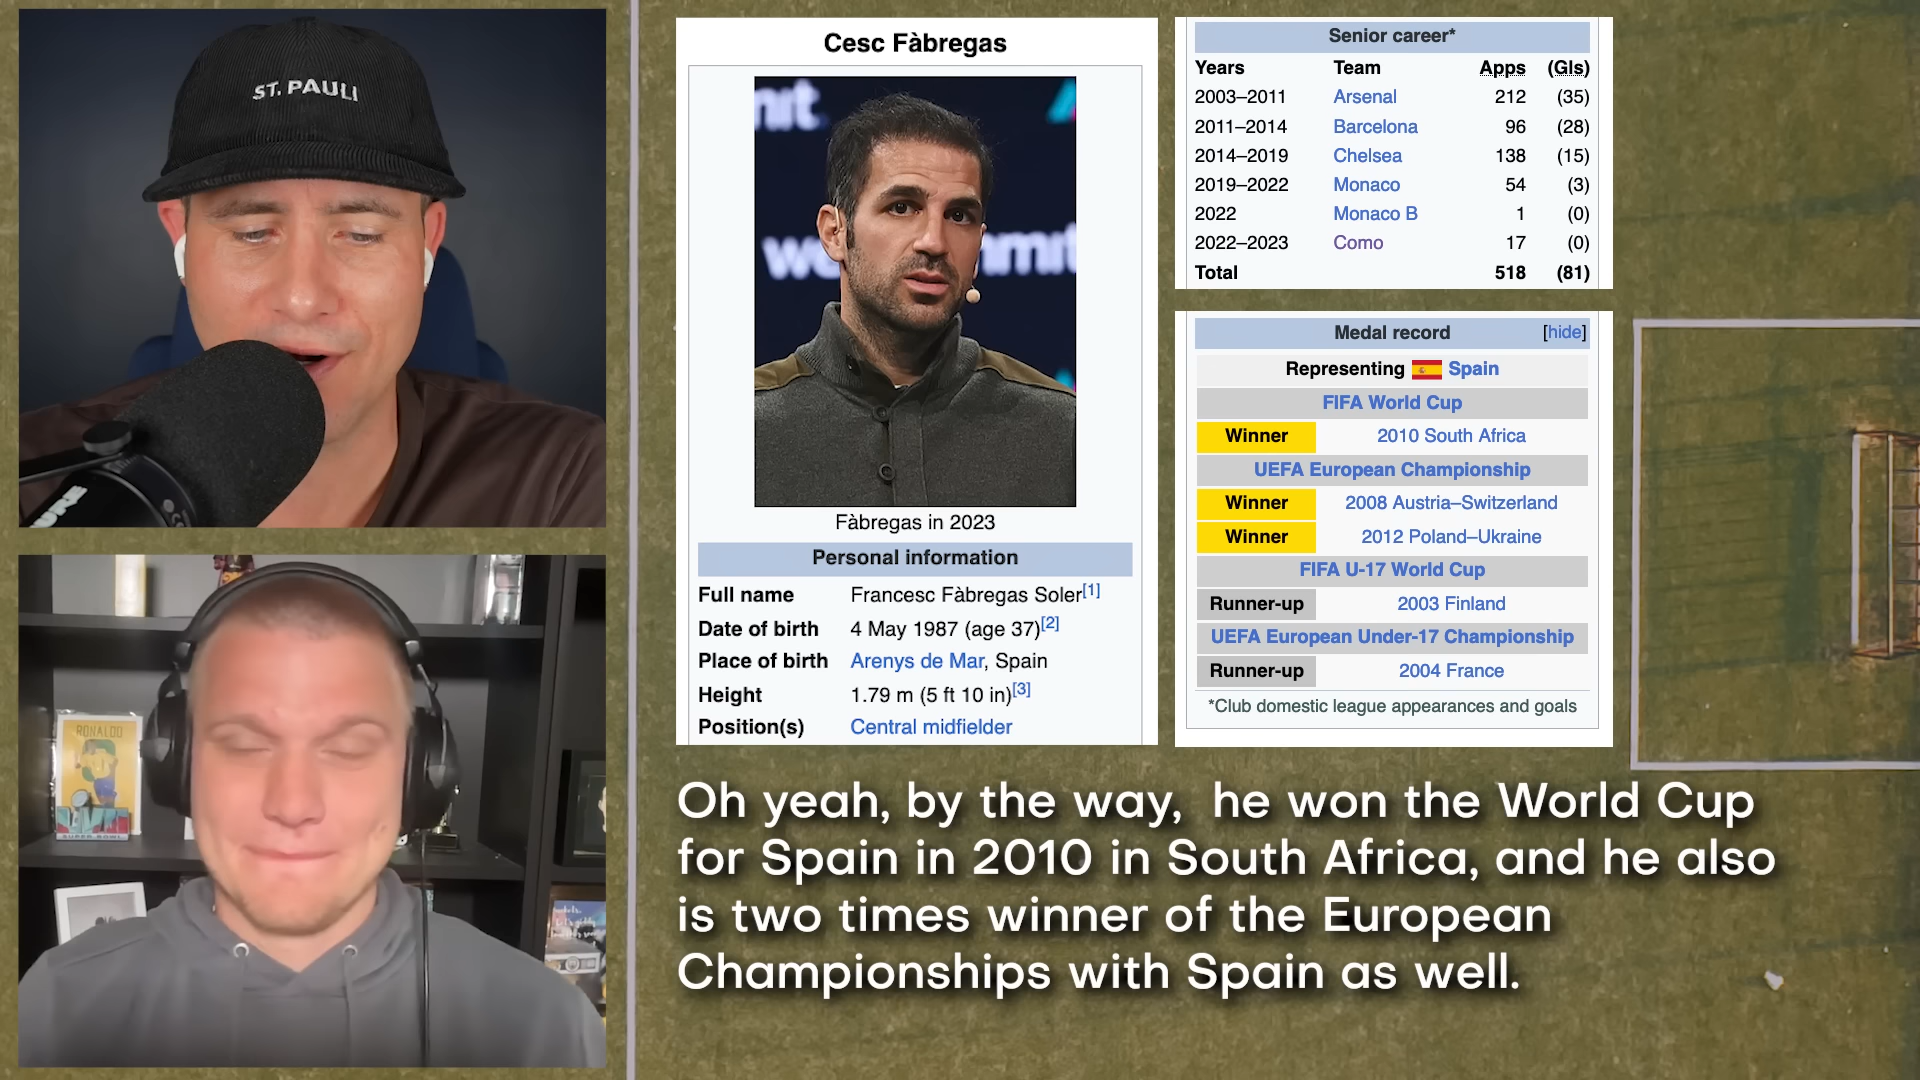 ST. PAULI
RONALDO
SUPER BOWL
Cesc Fàbregas
Fàbregas in 2023
Personal information
Full name Francesc Fàbregas Soler[1]
Date of birth 4 May 1987 (age 37)[2]
Place of birth Arenys de Mar, Spain
Height 1.79 m (5 ft 10 in)[3]
Position(s) Central midfielder
Senior career*
Years Team Apps (Gls)
2003–2011 Arsenal 212 (35)
2011–2014 Barcelona 96 (28)
2014–2019 Chelsea 138 (15)
2019–2022 Monaco 54 (3)
2022 Monaco B 1 (0)
2022–2023 Como 17 (0)
Total 518 (81)
Medal record [hide]
Representing Spain
FIFA World Cup
Winner 2010 South Africa
UEFA European Championship
Winner 2008 Austria–Switzerland
Winner 2012 Poland–Ukraine
FIFA U-17 World Cup
Runner-up 2003 Finland
UEFA European Under-17 Championship
Runner-up 2004 France
*Club domestic league appearances and goals
Oh yeah, by the way, he won the World Cup
for Spain in 2010 in South Africa, and he also
is two times winner of the European
Championships with Spain as well.